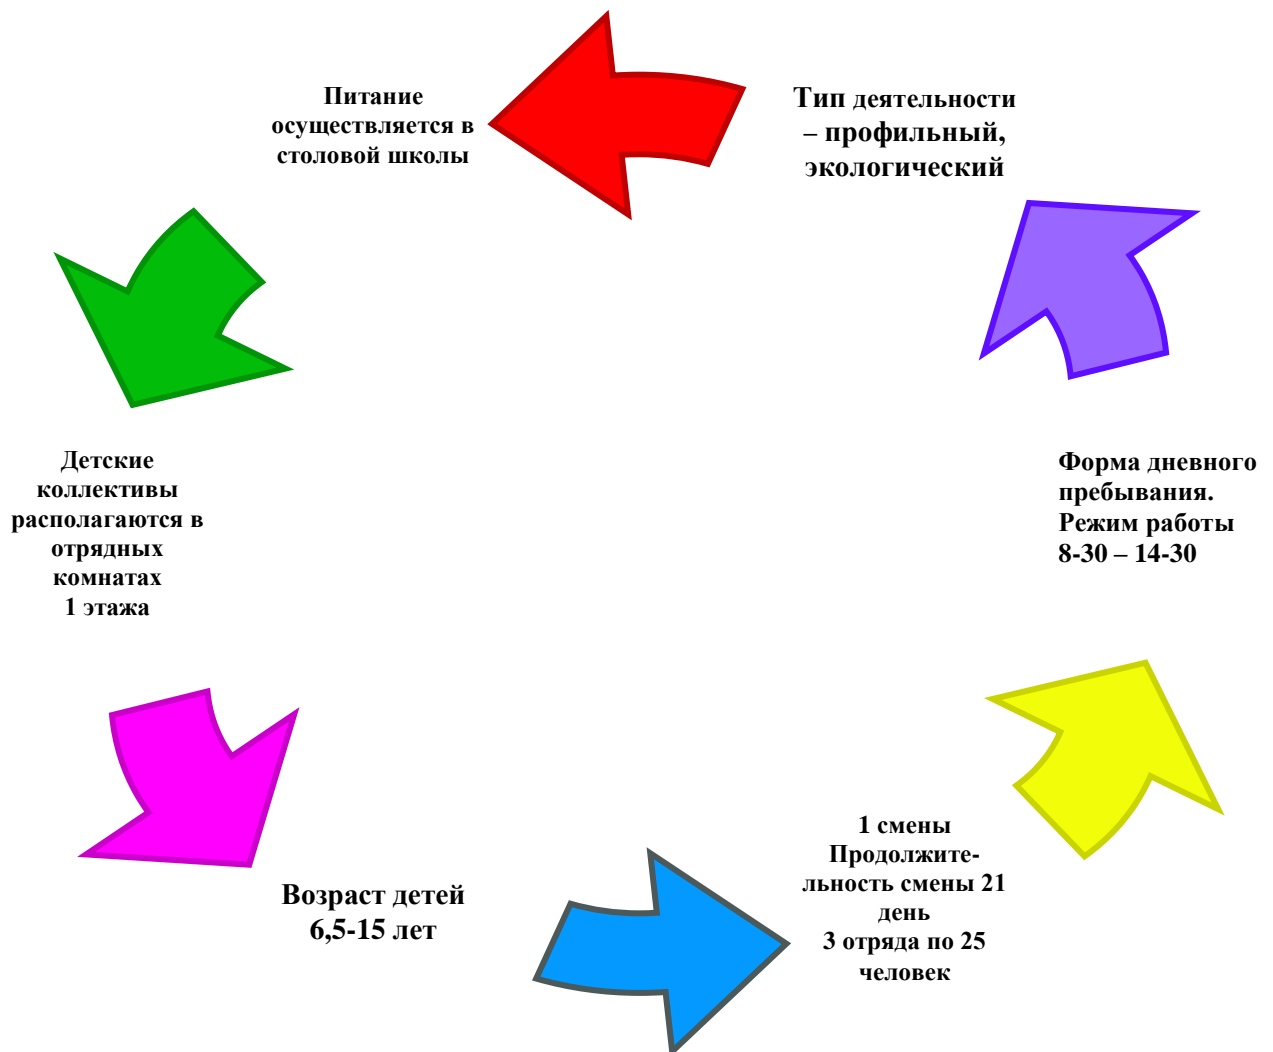 Питание
осуществляется в
столовой школы
Тип деятельности
– профильный,
экологический
Детские
коллективы
располагаются в
отрядных
комнатах
1 этажа
Форма дневного
пребывания.
Режим работы
8-30 – 14-30
Возраст детей
6,5-15 лет
1 смены
Продолжите-
льность смены 21
день
3 отряда по 25
человек